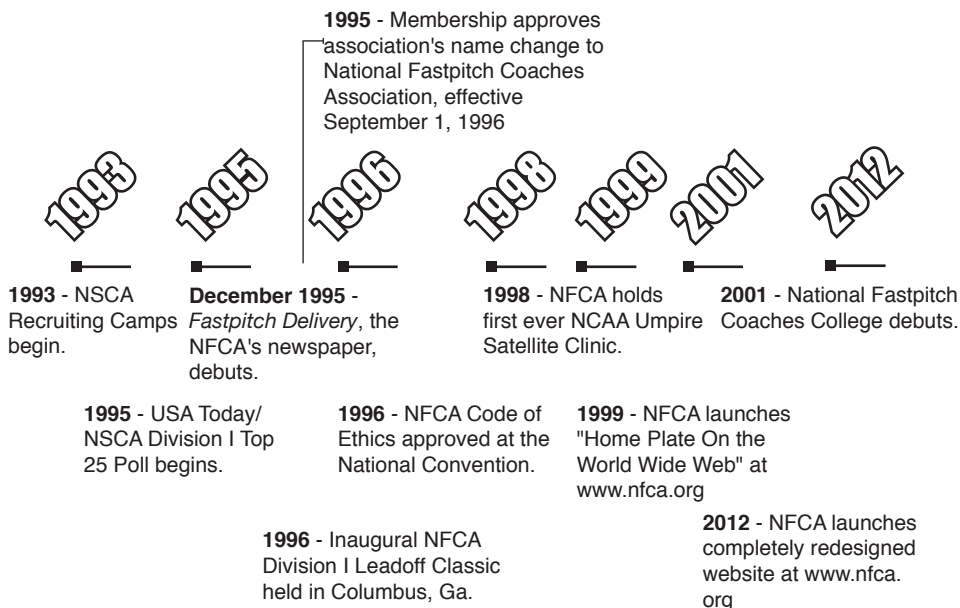 1995 - Membership approves
association's name change to
National Fastpitch Coaches
Association, effective
September 1, 1996
1993
1995
1996
1998
1999
2001
2012
1993 - NSCA
Recruiting Camps
begin.
December 1995 -
Fastpitch Delivery, the
NFCA's newspaper,
debuts.
1998 - NFCA holds
first ever NCAA Umpire
Satellite Clinic.
2001 - National Fastpitch
Coaches College debuts.
1995 - USA Today/
NSCA Division I Top
25 Poll begins.
1996 - NFCA Code of
Ethics approved at the
National Convention.
1999 - NFCA launches
"Home Plate On the
World Wide Web" at
www.nfca.org
1996 - Inaugural NFCA
Division I Leadoff Classic
held in Columbus, Ga.
2012 - NFCA launches
completely redesigned
website at www.nfca.
org